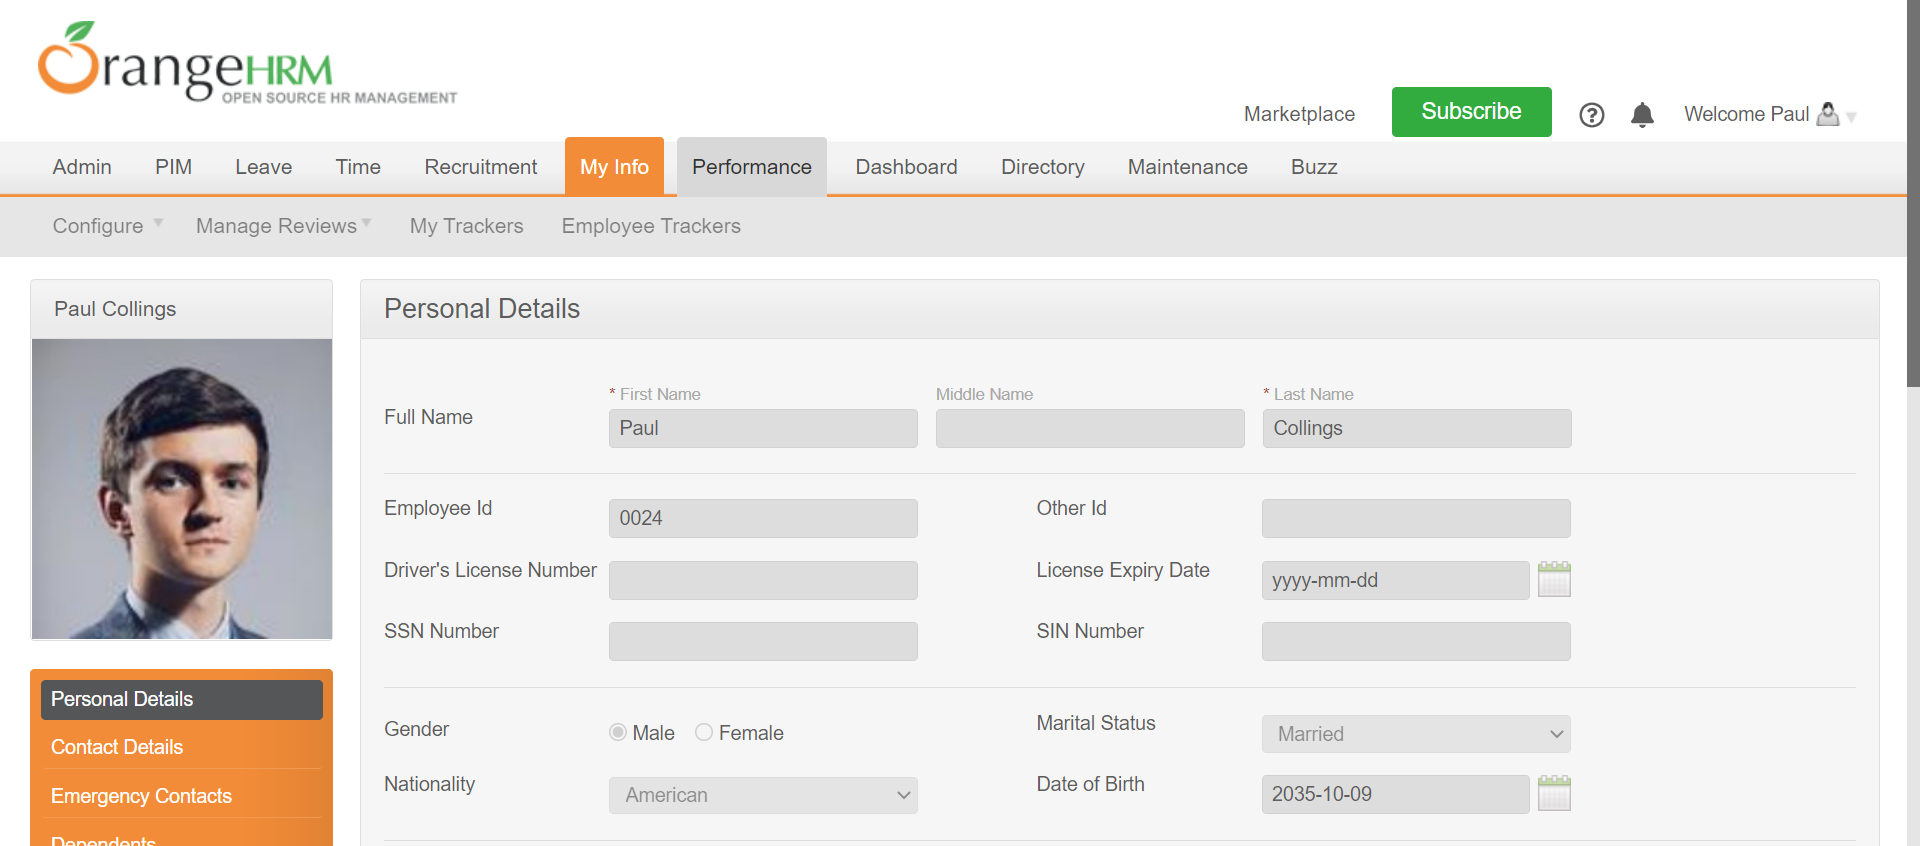 OrangeHRM
OPEN SOURCE HR MANAGEMENT
Marketplace
Subscribe
Welcome Paul
Admin PIM Leave Time Recruitment My Info Performance Dashboard Directory Maintenance Buzz
Configure Manage Reviews My Trackers Employee Trackers
Paul Collings
Personal Details
Contact Details
Emergency Contacts
Dependents
Personal Details
* First Name Middle Name * Last Name
Full Name Paul Collings
Employee Id 0024 Other Id
Driver's License Number License Expiry Date yyyy-mm-dd
SSN Number SIN Number
Gender Male Female Marital Status Married
Nationality American Date of Birth 2035-10-09